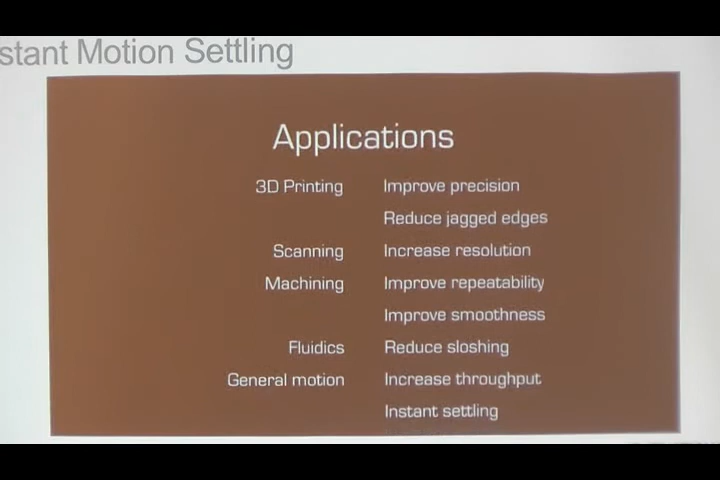 stant Motion Settling
Applications
3D Printing Improve precision
Reduce jagged edges
Scanning Increase resolution
Machining Improve repeatability
Improve smoothness
Fluidics Reduce sloshing
General motion Increase throughput
Instant settling